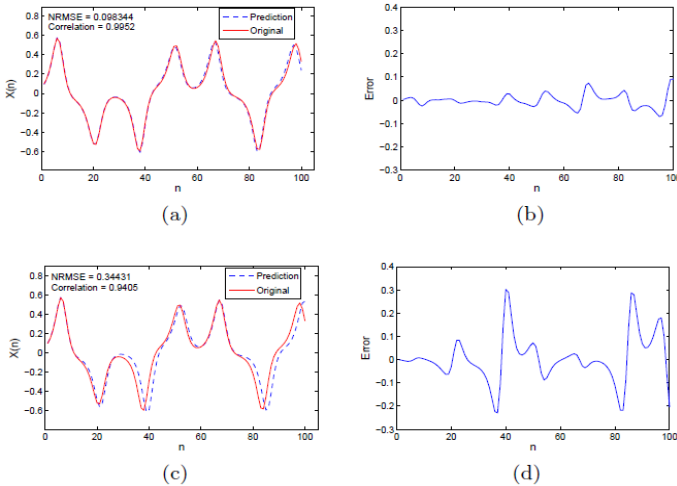 NRMSE = 0.098344
Correlation = 0.9952
Prediction
Original
X(n)
0.8
0.6
0.4
0.2
0
−0.2
−0.4
−0.6
0 20 40 60 80 100
n
(a)
Error
0.3
0.2
0.1
0
−0.1
−0.2
−0.3
0 20 40 60 80 100
n
(b)
NRMSE = 0.34431
Correlation = 0.9405
Prediction
Original
X(n)
0.8
0.6
0.4
0.2
0
−0.2
−0.4
−0.6
0 20 40 60 80 100
n
(c)
Error
0.4
0.3
0.2
0.1
0
−0.1
−0.2
−0.3
0 20 40 60 80 100
n
(d)